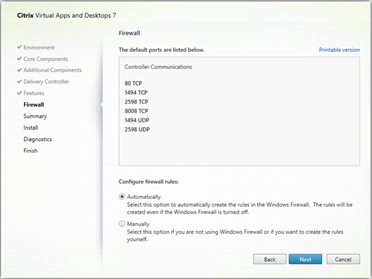 Citrix Virtual Apps and Desktops 7
Environment
Core Components
Additional Components
Delivery Controller
Features
Firewall
Summary
Install
Diagnostics
Finish
Firewall
The default ports are listed below.
Printable version
Controller Communications
80 TCP
1494 TCP
2598 TCP
8008 TCP
1494 UDP
2598 UDP
Configure firewall rules:
Automatically
Select this option to automatically create the rules in the Windows Firewall. The rules will be
created even if the Windows Firewall is turned off.
Manually
Select this option if you are not using Windows Firewall or if you want to create the rules
yourself.
Back
Next
Cancel